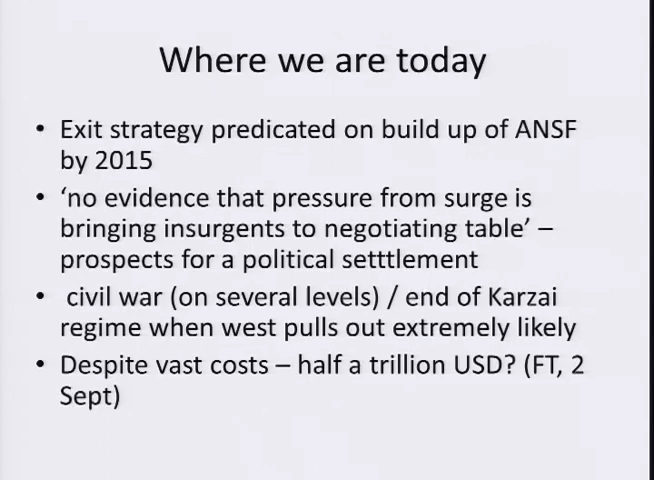 Where we are today
• Exit strategy predicated on build up of ANSF
by 2015
• ‘no evidence that pressure from surge is
bringing insurgents to negotiating table’ –
prospects for a political setttlement
• civil war (on several levels) / end of Karzai
regime when west pulls out extremely likely
• Despite vast costs – half a trillion USD? (FT, 2
Sept)